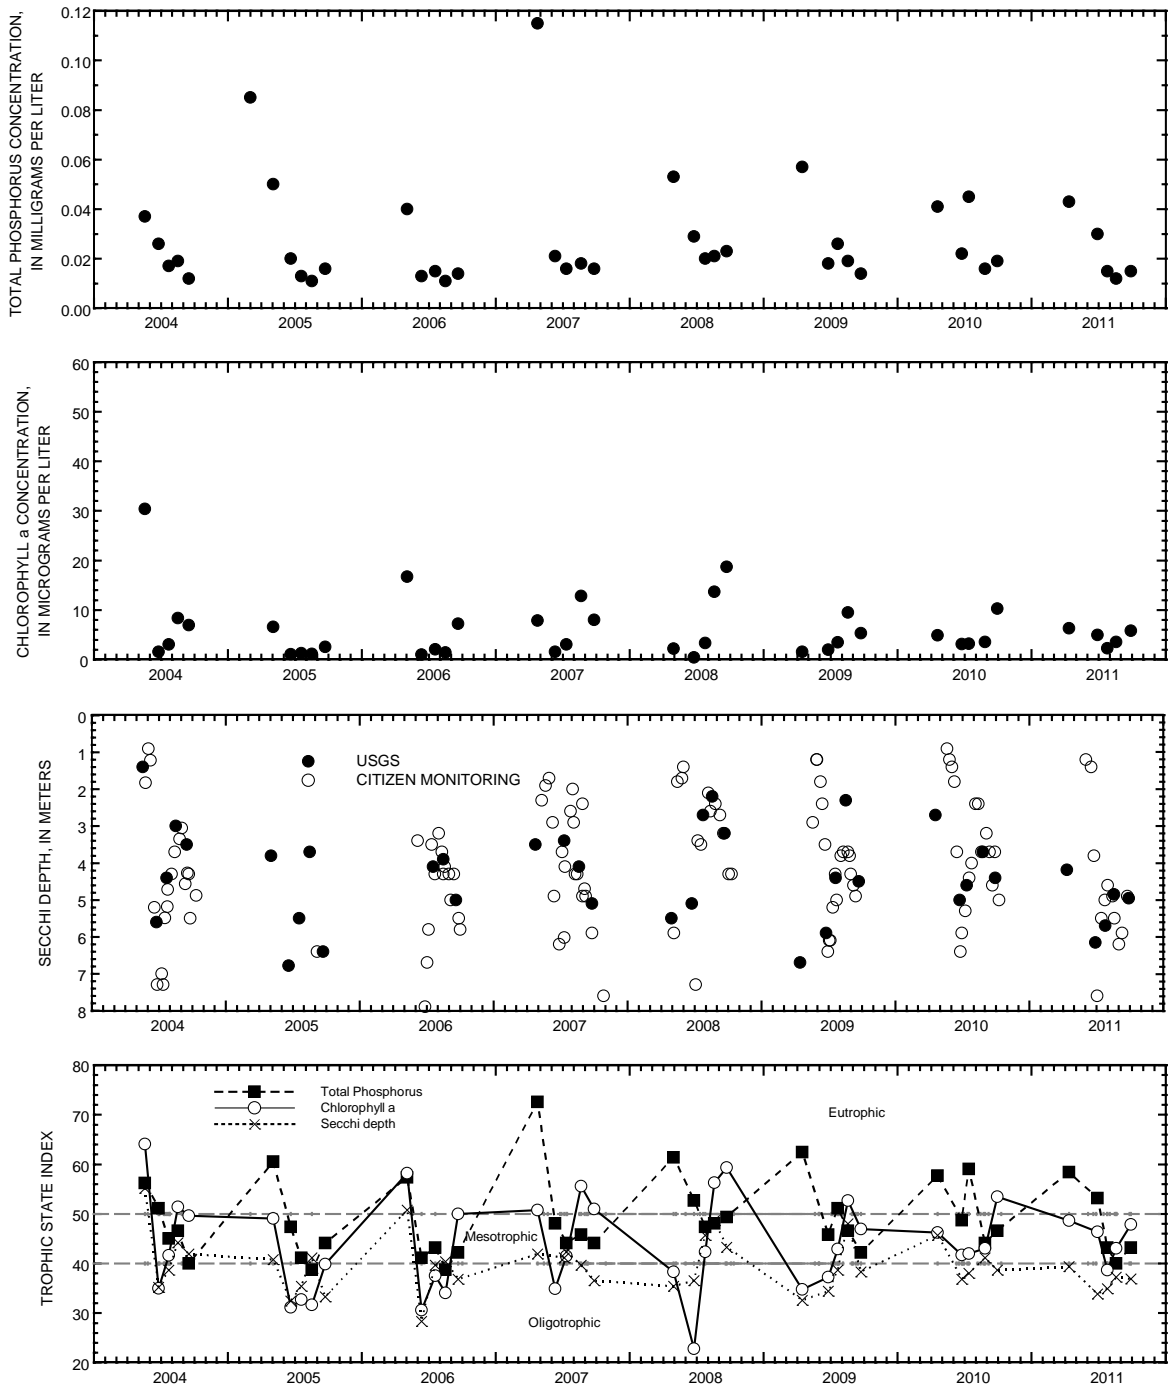 TOTAL PHOSPHORUS CONCENTRATION,
IN MILLIGRAMS PER LITER
0.12
0.10
0.08
0.06
0.04
0.02
0.00
2004 2005 2006 2007 2008 2009 2010 2011
CHLOROPHYLL a CONCENTRATION,
IN MICROGRAMS PER LITER
60
50
40
30
20
10
0
2004 2005 2006 2007 2008 2009 2010 2011
SECCHI DEPTH, IN METERS
0
1
2
3
4
5
6
7
8
USGS
CITIZEN MONITORING
2004 2005 2006 2007 2008 2009 2010 2011
TROPHIC STATE INDEX
80
70
60
50
40
30
20
Total Phosphorus
Chlorophyll a
Secchi depth
Eutrophic
Mesotrophic
Oligotrophic
2004 2005 2006 2007 2008 2009 2010 2011